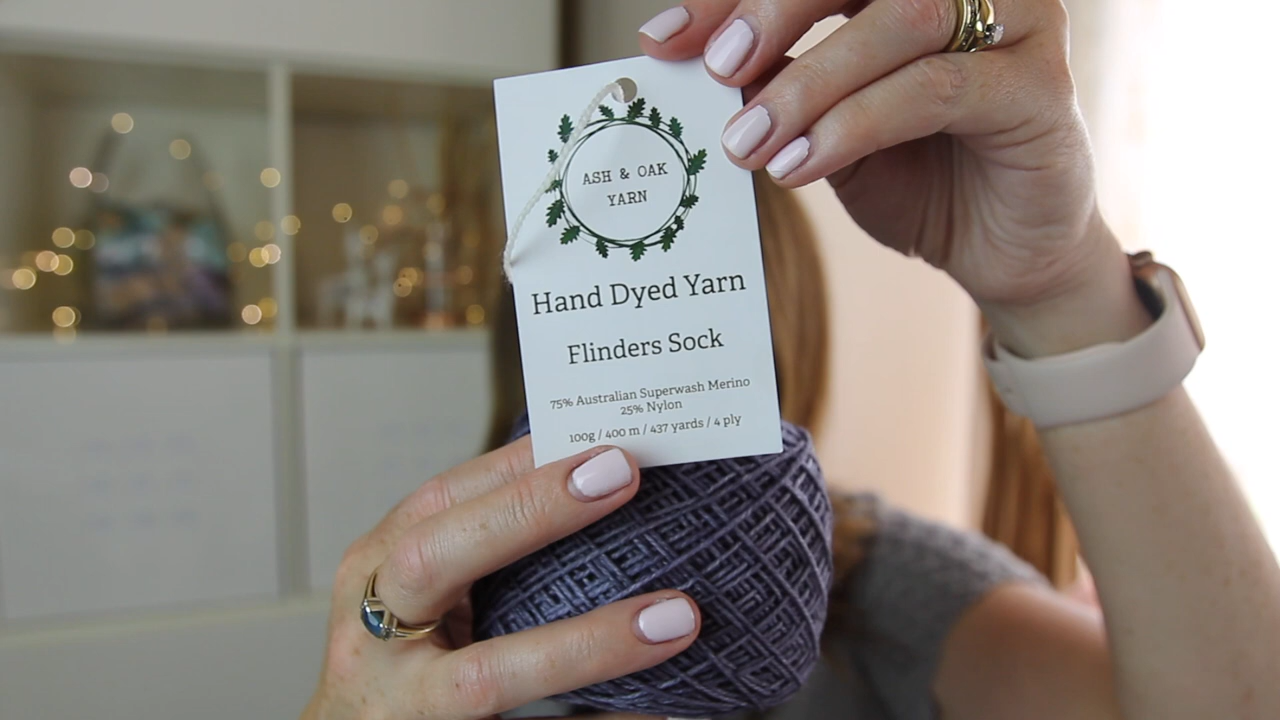 ASH & OAK
YARN
Hand Dyed Yarn
Flinders Sock
75% Australian Superwash Merino
25% Nylon
100g / 400 m / 437 yards / 4 ply